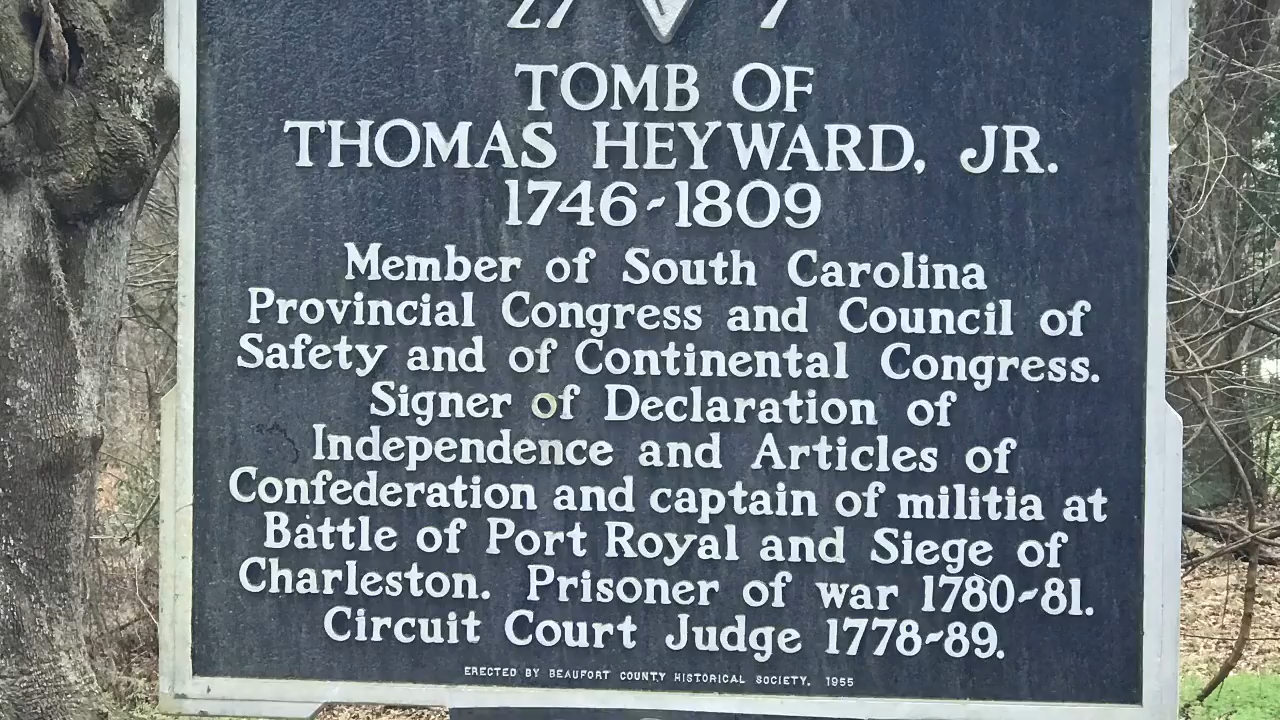 27 7
TOMB OF
THOMAS HEYWARD, JR.
1746-1809
Member of South Carolina
Provincial Congress and Council of
Safety and of Continental Congress.
Signer of Declaration of
Independence and Articles of
Confederation and captain of militia at
Battle of Port Royal and Siege of
Charleston. Prisoner of war 1780-81.
Circuit Court Judge 1778-89.
ERECTED BY BEAUFORT COUNTY HISTORICAL SOCIETY, 1955